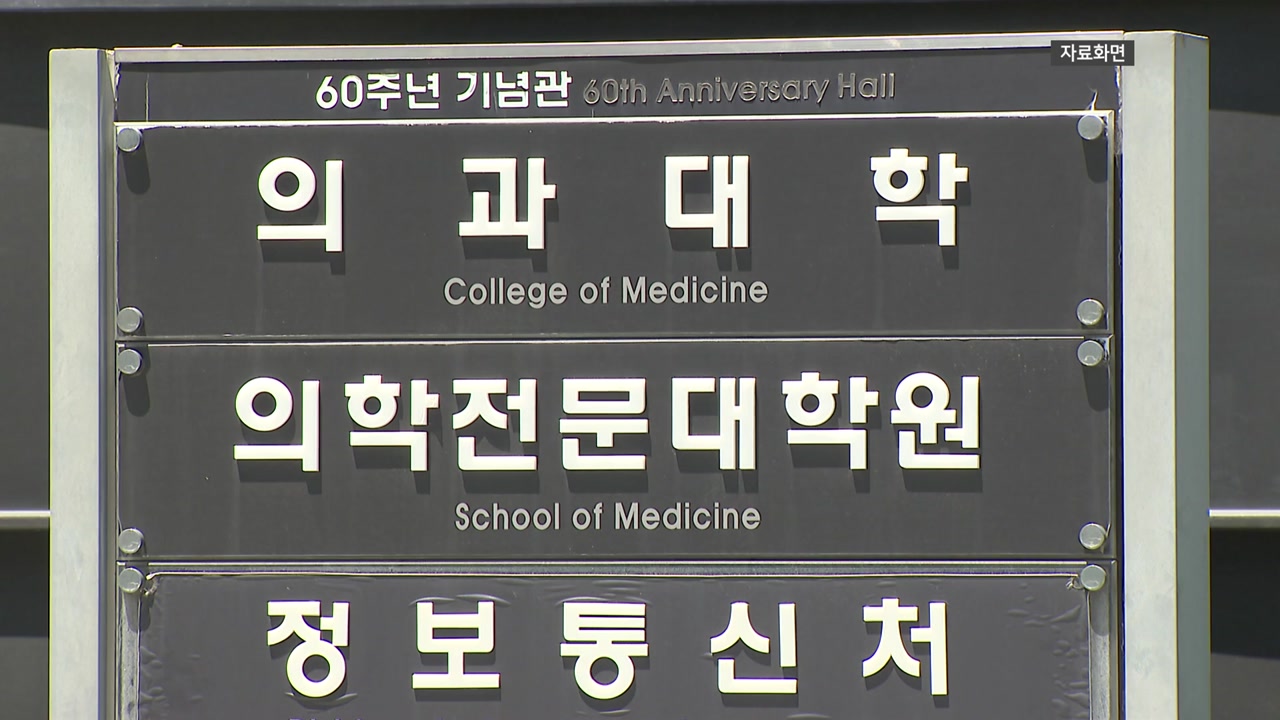 자료화면
60주년 기념관 60th Anniversary Hall
의 과 대 학
College of Medicine
의학전문대학원
School of Medicine
정 보 통 신 처